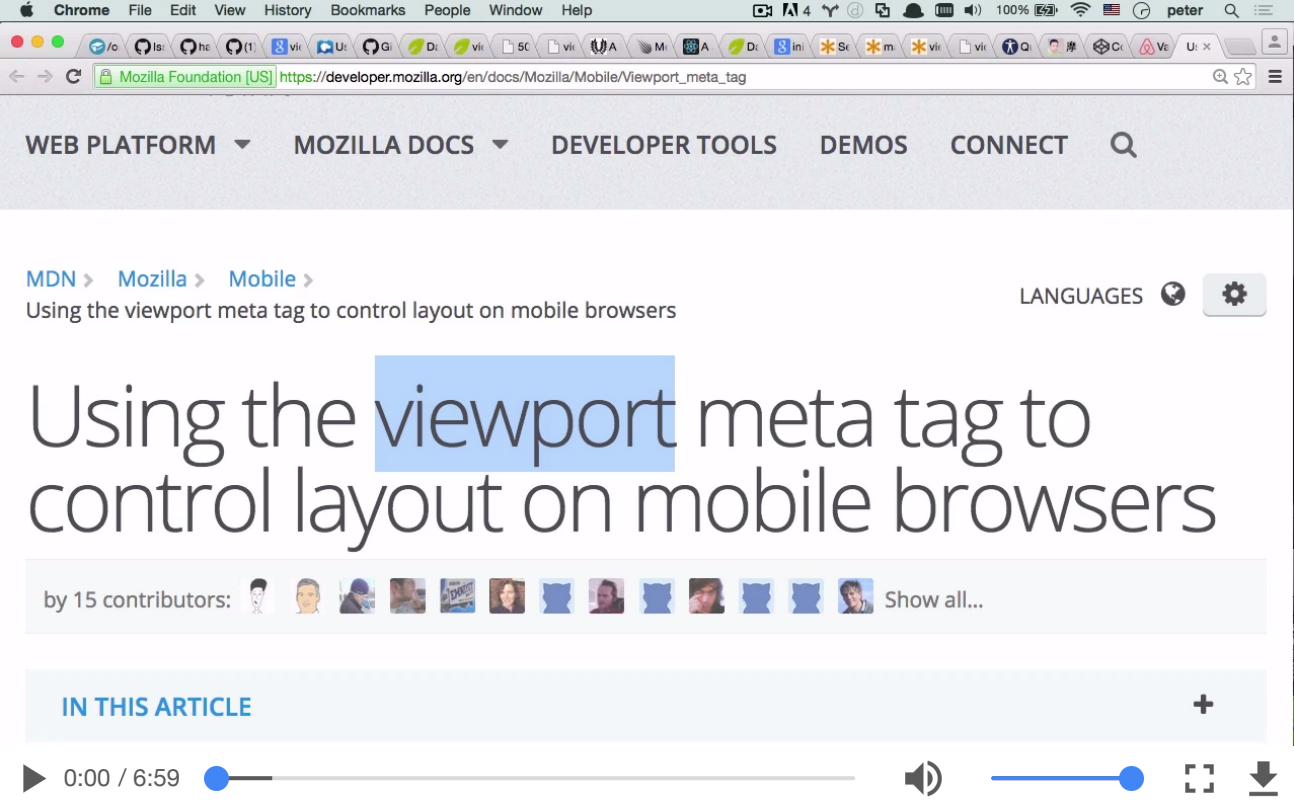 Chrome File Edit View History Bookmarks People Window Help 4 100% peter
Mozilla Foundation [US] https://developer.mozilla.org/en/docs/Mozilla/Mobile/Viewport_meta_tag
WEB PLATFORM MOZILLA DOCS DEVELOPER TOOLS DEMOS CONNECT
MDN Mozilla Mobile
Using the viewport meta tag to control layout on mobile browsers
LANGUAGES
Using the viewport meta tag to
control layout on mobile browsers
by 15 contributors: Show all...
IN THIS ARTICLE +
0:00 / 6:59